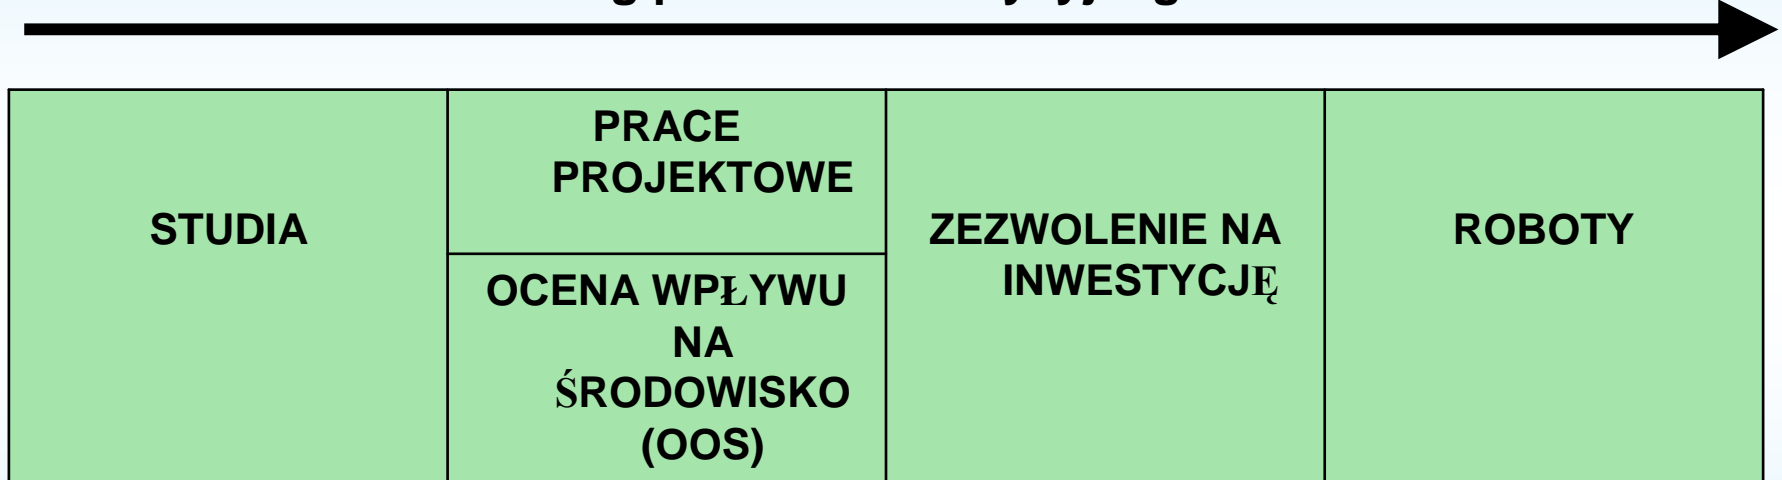 STUDIA
PRACE
PROJEKTOWE
OCENA WPŁYWU
NA
ŚRODOWISKO
(OOS)
ZEZWOLENIE NA
INWESTYCJĘ
ROBOTY